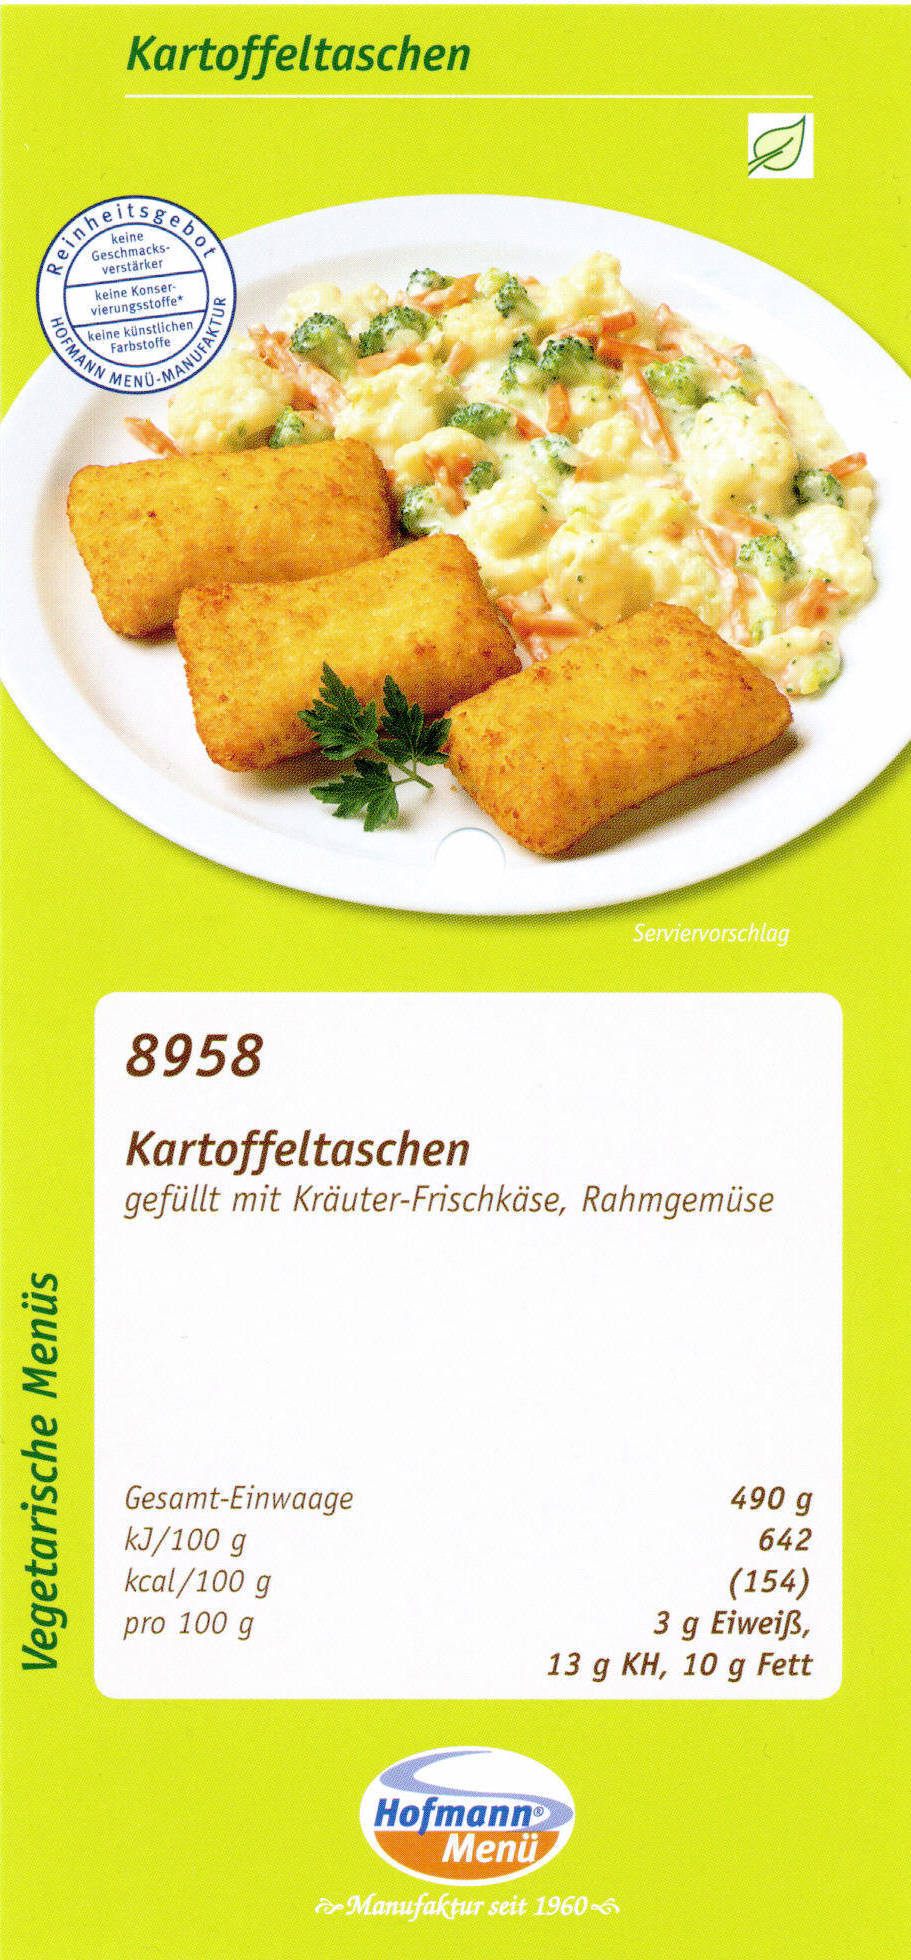 Kartoffeltaschen
Reinheitsgebot
keine
Geschmacks-
verstärker
keine Konser-
vierungsstoffe*
keine künstlichen
Farbstoffe
HOFMANN MENÜ-MANUFAKTUR
Serviervorschlag
8958
Kartoffeltaschen
gefüllt mit Kräuter-Frischkäse, Rahmgemüse
Vegetarische Menüs
Gesamt-Einwaage 490 g
kJ/100 g 642
kcal/100 g (154)
pro 100 g 3 g Eiweiß,
13 g KH, 10 g Fett
Hofmann®
Menü
Manufaktur seit 1960